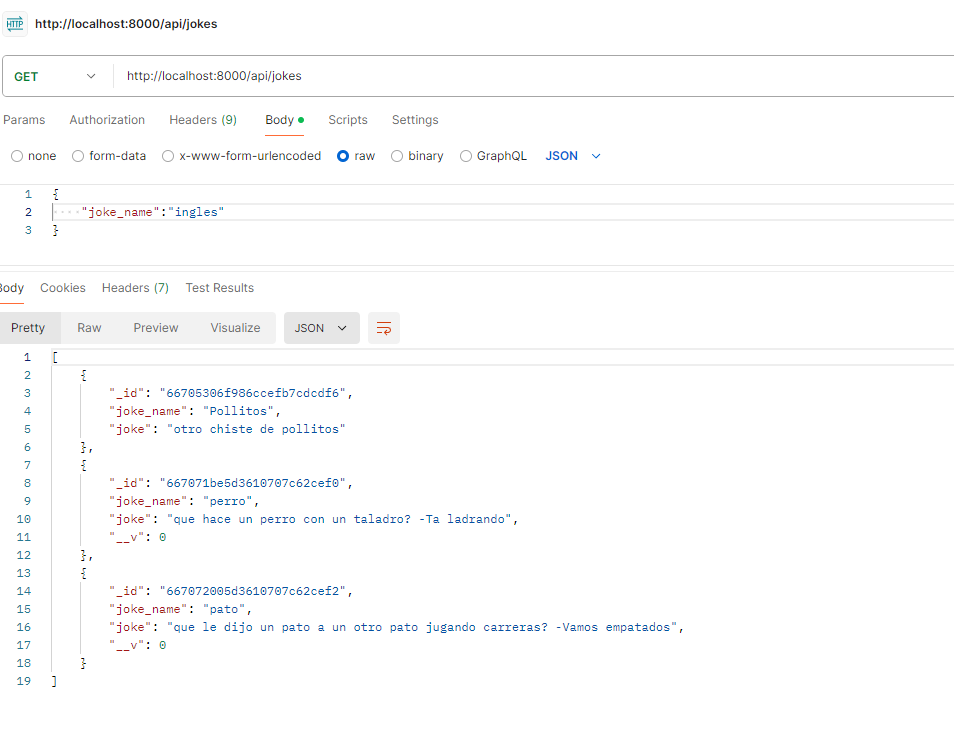 HTTP http://localhost:8000/api/jokes
GET http://localhost:8000/api/jokes
Params Authorization Headers (9) Body Scripts Settings
none form-data x-www-form-urlencoded raw binary GraphQL JSON
1 {
2 "joke_name":"ingles"
3 }
Body Cookies Headers (7) Test Results
Pretty Raw Preview Visualize JSON
1 [
2 {
3 "_id": "66705306f986ccefb7cdcdf6",
4 "joke_name": "Pollitos",
5 "joke": "otro chiste de pollitos"
6 },
7 {
8 "_id": "667071be5d3610707c62cef0",
9 "joke_name": "perro",
10 "joke": "que hace un perro con un taladro? -Ta ladrando",
11 "__v": 0
12 },
13 {
14 "_id": "667072005d3610707c62cef2",
15 "joke_name": "pato",
16 "joke": "que le dijo un pato a un otro pato jugando carreras? -Vamos empatados",
17 "__v": 0
18 }
19 ]